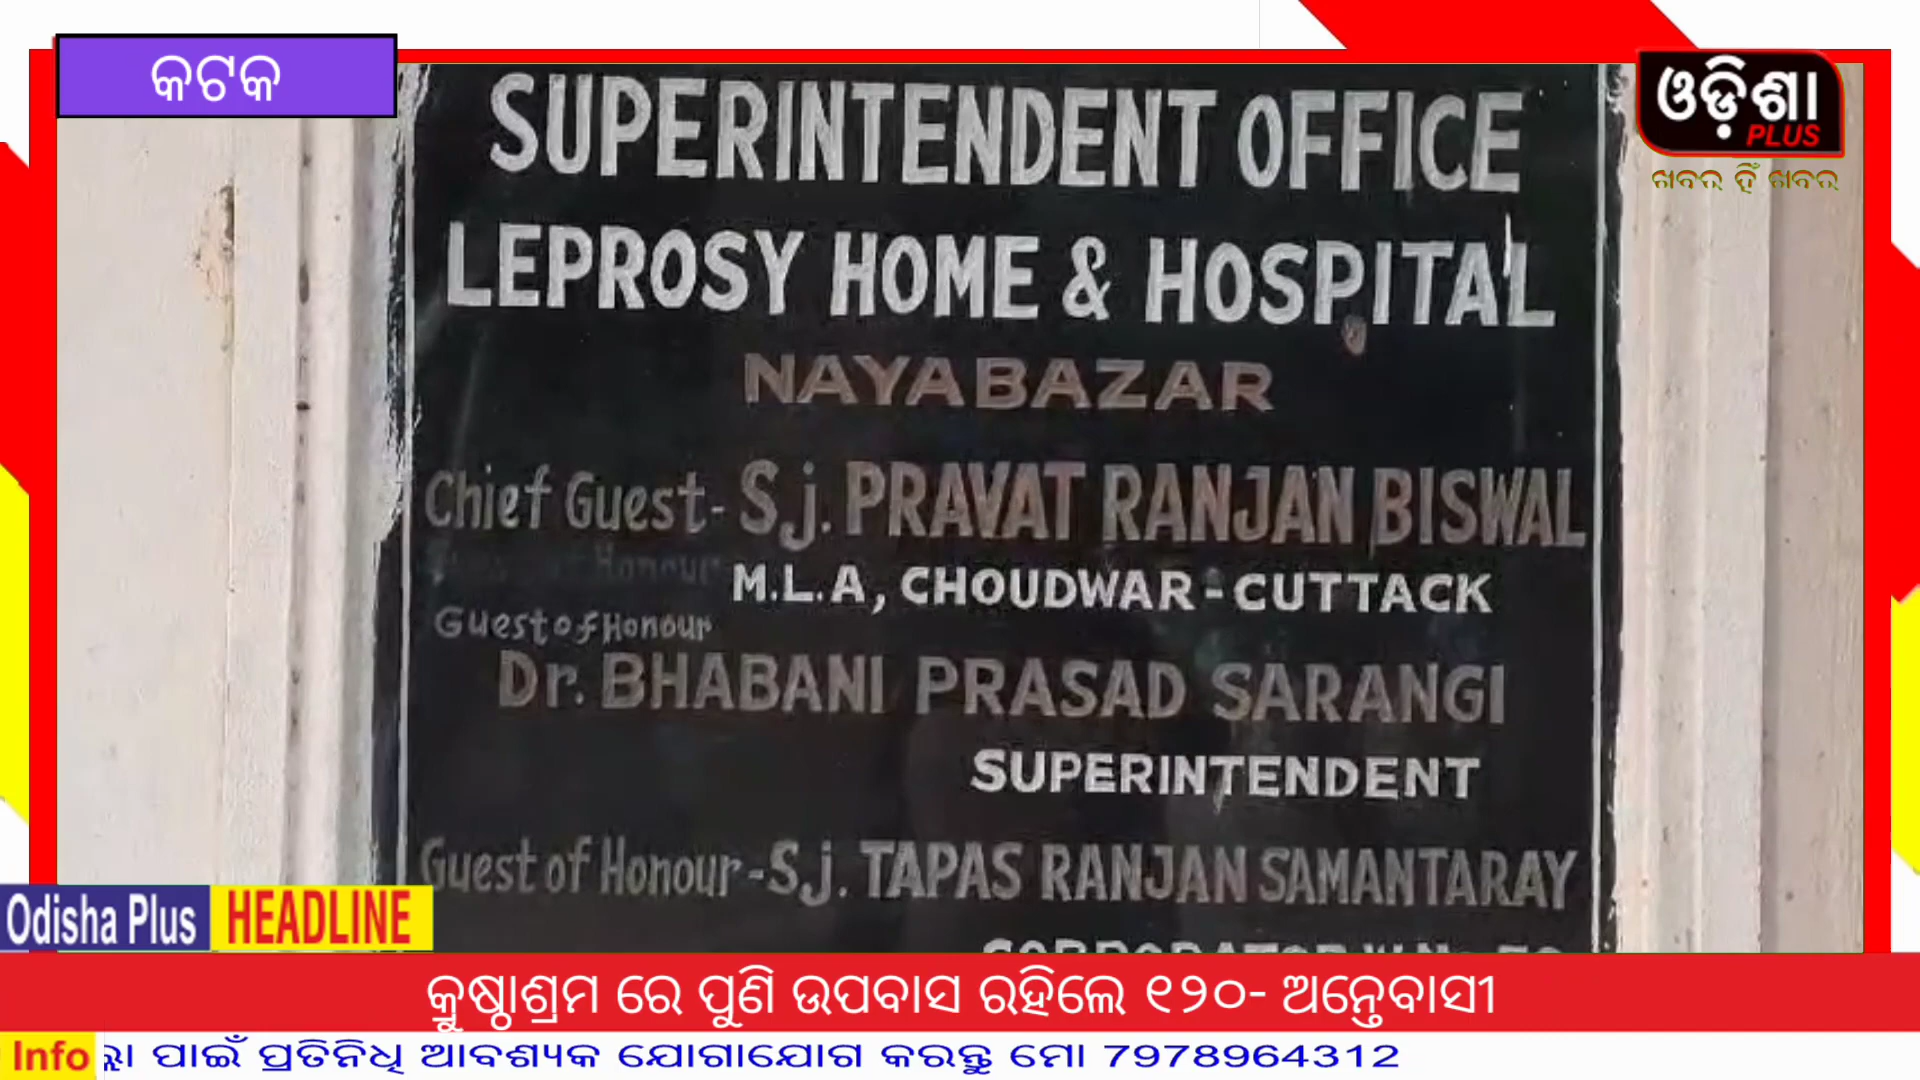 କଟକ
ଓଡ଼ିଶା
PLUS
ଖବର ହିଁ ଖବର
SUPERINTENDENT OFFICE
LEPROSY HOME & HOSPITAL
NAYABAZAR
Chief Guest - Sj. PRAVAT RANJAN BISWAL
M.L.A, CHOUDWAR - CUTTACK
Guest of Honour
Dr. BHABANI PRASAD SARANGI
SUPERINTENDENT
Guest of Honour - Sj. TAPAS RANJAN SAMANTARAY
Odisha Plus HEADLINE
କୁଷ୍ଠାଶ୍ରମ ରେ ପୁଣି ଉପବାସ ରହିଲେ ୧୨୦- ଅନ୍ତେବାସୀ
Info ପାଇଁ ପ୍ରତିନିଧି ଆବଶ୍ୟକ ଯୋଗାଯୋଗ କରନ୍ତୁ ମୋ 7978964312